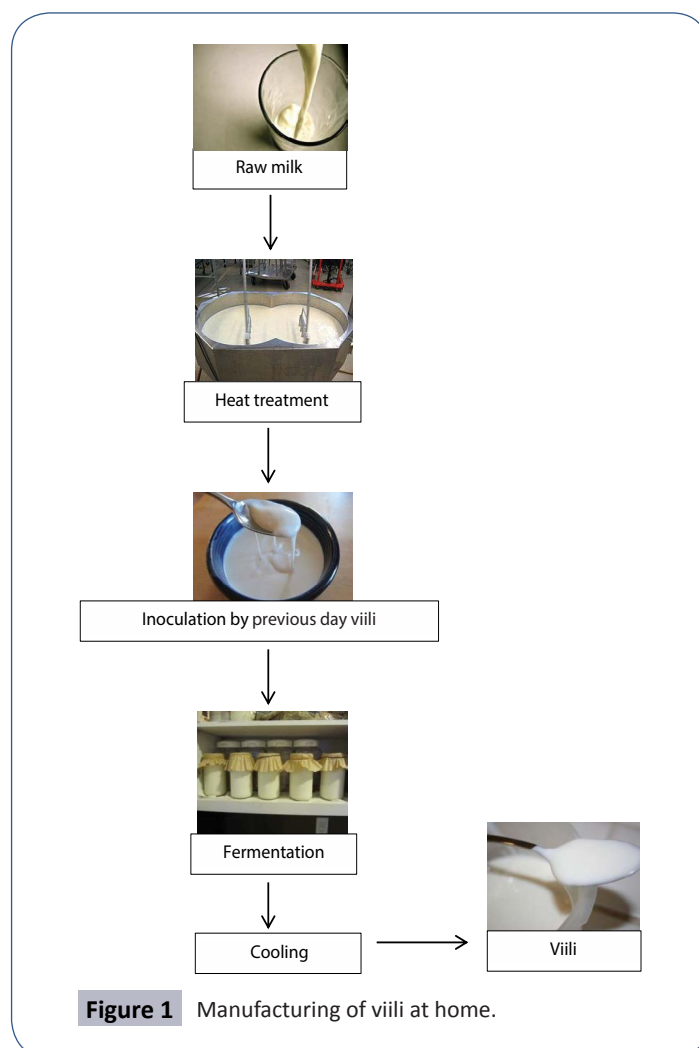 Raw milk
Heat treatment
Inoculation by previous day viili
Fermentation
Cooling
Viili
Figure 1 Manufacturing of viili at home.